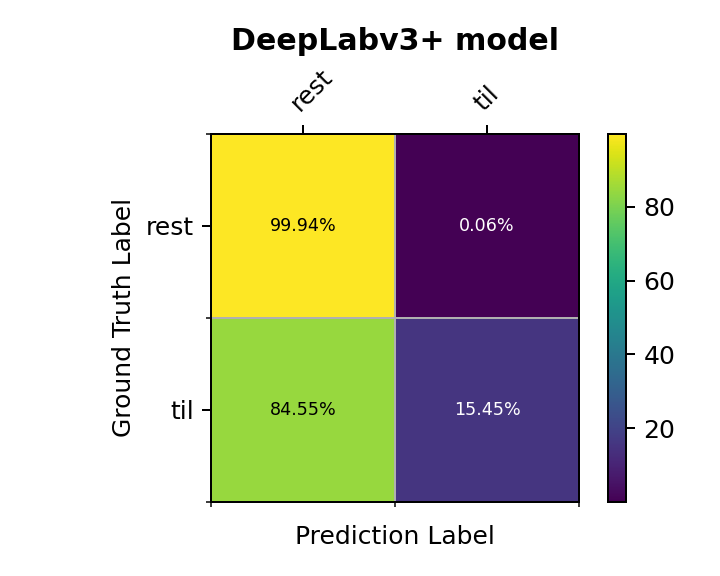 DeepLabv3+ model
rest til
rest 99.94% 0.06%
til 84.55% 15.45%
Ground Truth Label
Prediction Label
80
60
40
20